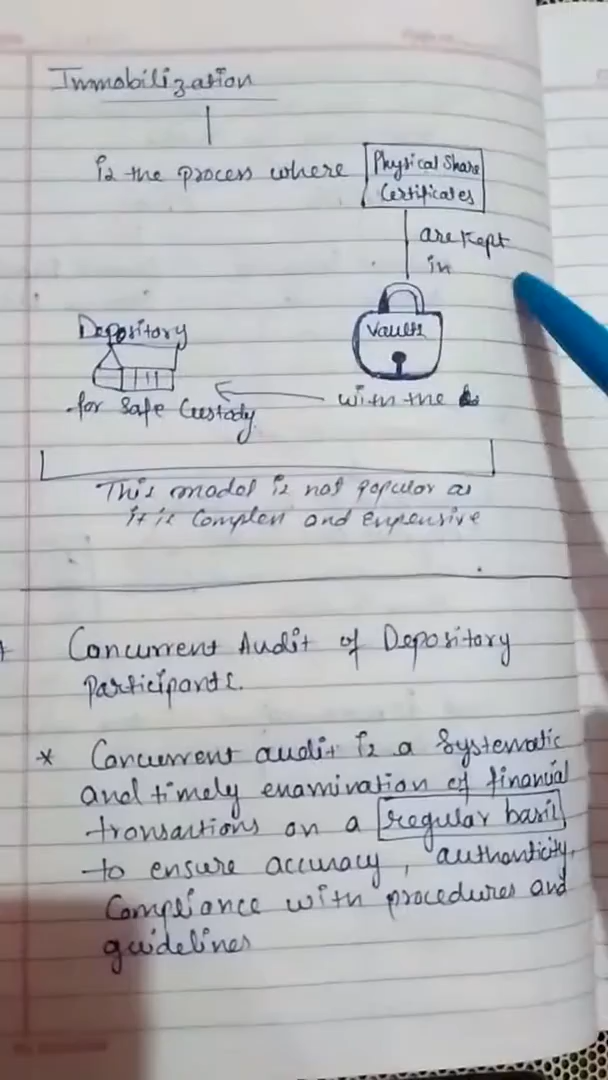 Immobilization
is the process where Physical Share
Certificates
are kept
in
Vaults
Depository
for Safe Custody
with the
This model is not popular as
it is Complex and Expensive
Concurrent Audit of Depository
Participants.
* Concurrent audit is a Systematic
and timely examination of financial
transactions on a regular basis
to ensure accuracy, authenticity,
Compliance with procedures and
guidelines